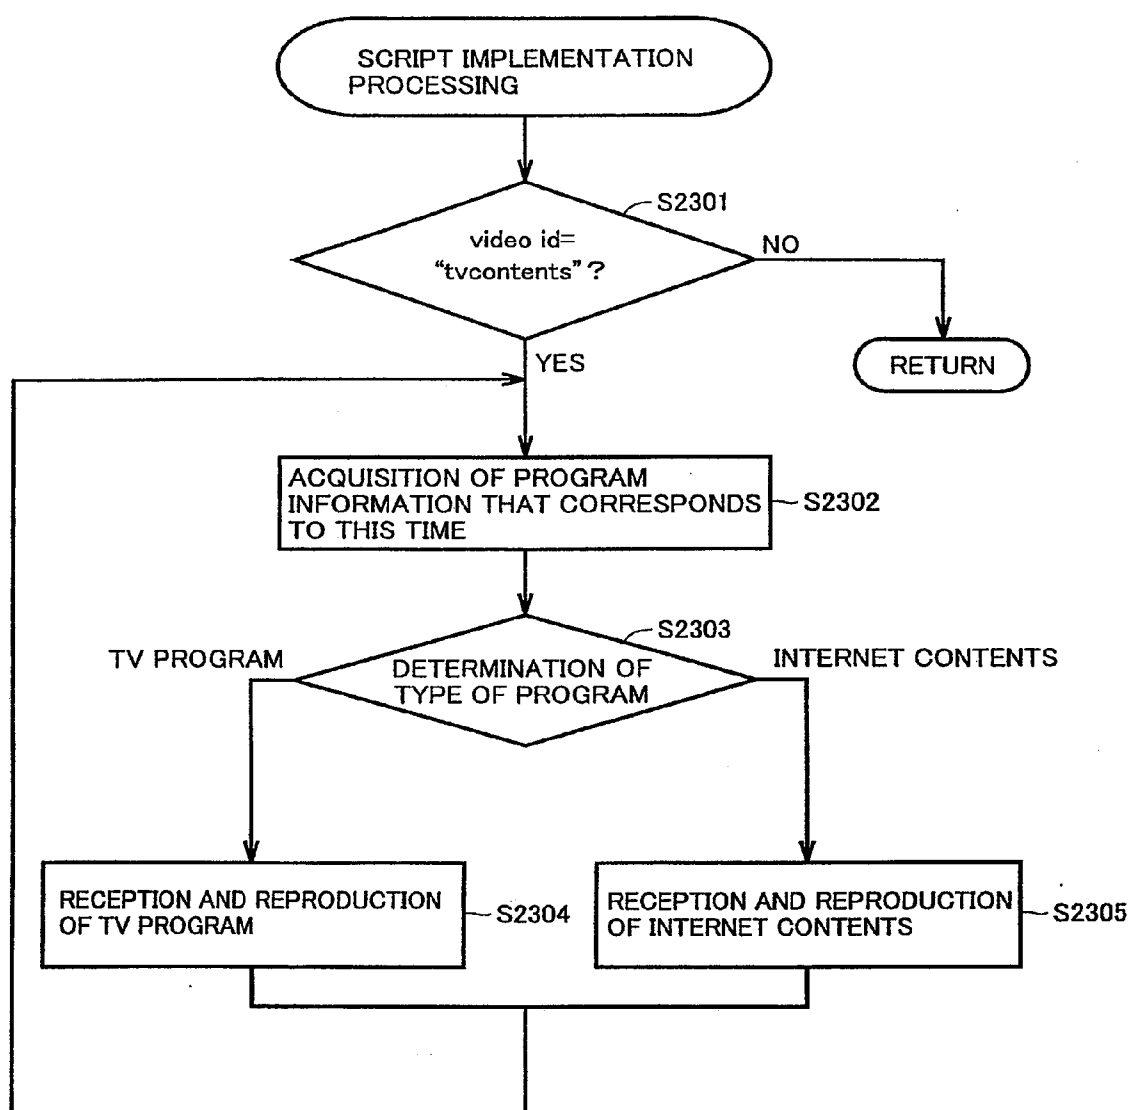 SCRIPT IMPLEMENTATION
PROCESSING
S2301
video id=
“tvcontents”?
NO
YES
RETURN
ACQUISITION OF PROGRAM
INFORMATION THAT CORRESPONDS
TO THIS TIME
S2302
S2303
TV PROGRAM
DETERMINATION OF
TYPE OF PROGRAM
INTERNET CONTENTS
RECEPTION AND REPRODUCTION
OF TV PROGRAM
S2304
RECEPTION AND REPRODUCTION
OF INTERNET CONTENTS
S2305